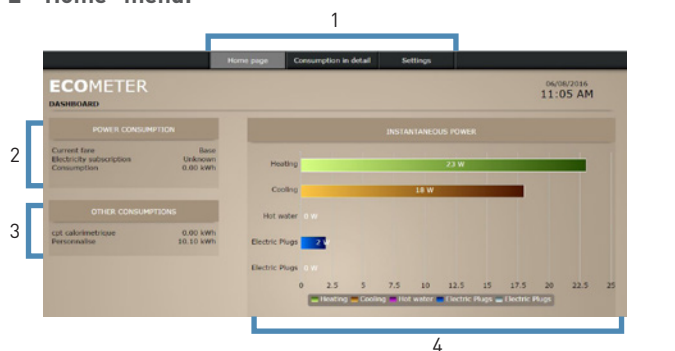 1
Home page Consumption in detail Settings
ECOMETER
DASHBOARD
06/08/2016
11:05 AM
2
POWER CONSUMPTION
Current fore Base
Electricity subscription Unknown
Consumption 0.00 kWh
3
OTHER CONSUMPTIONS
cpt calorimetrique 0.00 kWh
Personnalise 10.10 kWh
INSTANTANEOUS POWER
Heating 23 W
Cooling 18 W
Hot water 0 W
Electric Plugs 2 W
Electric Plugs 0 W
0 2.5 5 7.5 10 12.5 15 17.5 20 22.5 25
Heating Cooling Hot water Electric Plugs Electric Plugs
4